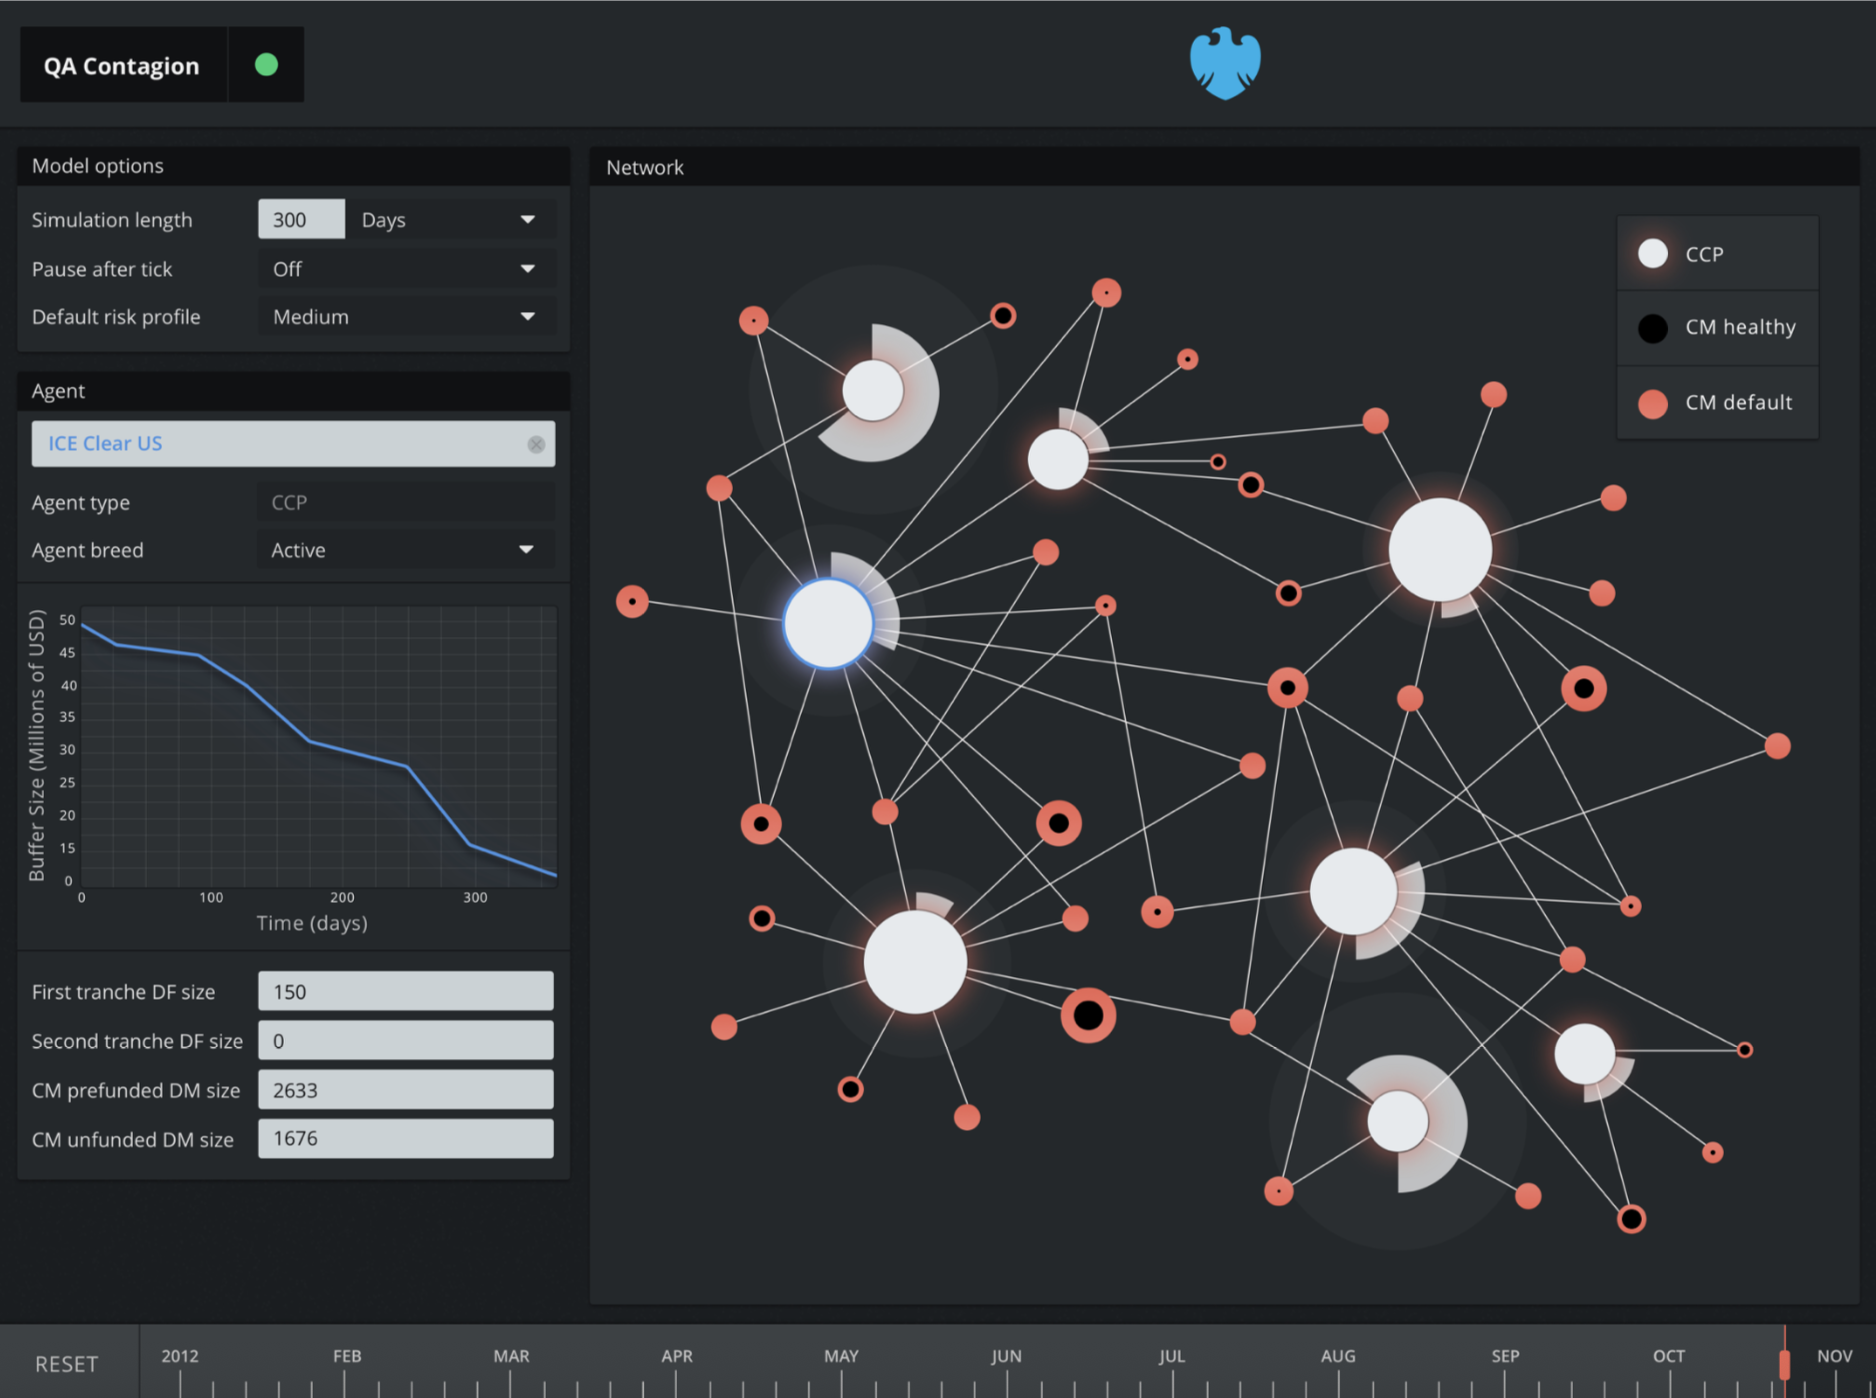 QA Contagion
Model options
Simulation length 300 Days
Pause after tick Off
Default risk profile Medium
Agent
ICE Clear US
Agent type CCP
Agent breed Active
Buffer Size (Millions of USD)
50
45
40
35
30
25
20
15
0
0 100 200 300
Time (days)
First tranche DF size 150
Second tranche DF size 0
CM prefunded DM size 2633
CM unfunded DM size 1676
Network
CCP
CM healthy
CM default
RESET 2012 FEB MAR APR MAY JUN JUL AUG SEP OCT NOV